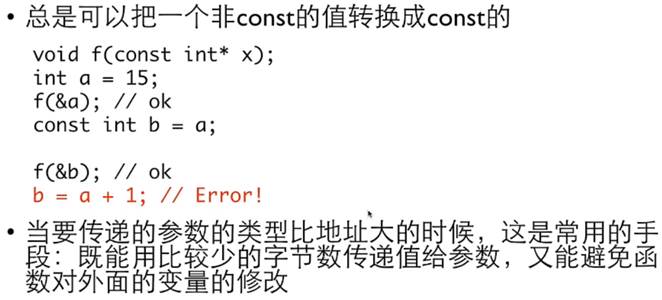 • 总是可以把一个非const的值转换成const的
void f(const int* x);
int a = 15;
f(&a); // ok
const int b = a;
f(&b); // ok
b = a + 1; // Error!
• 当要传递的参数的类型比地址大的时候，这是常用的手
段：既能用比较少的字节数传递值给参数，又能避免函
数对外面的变量的修改